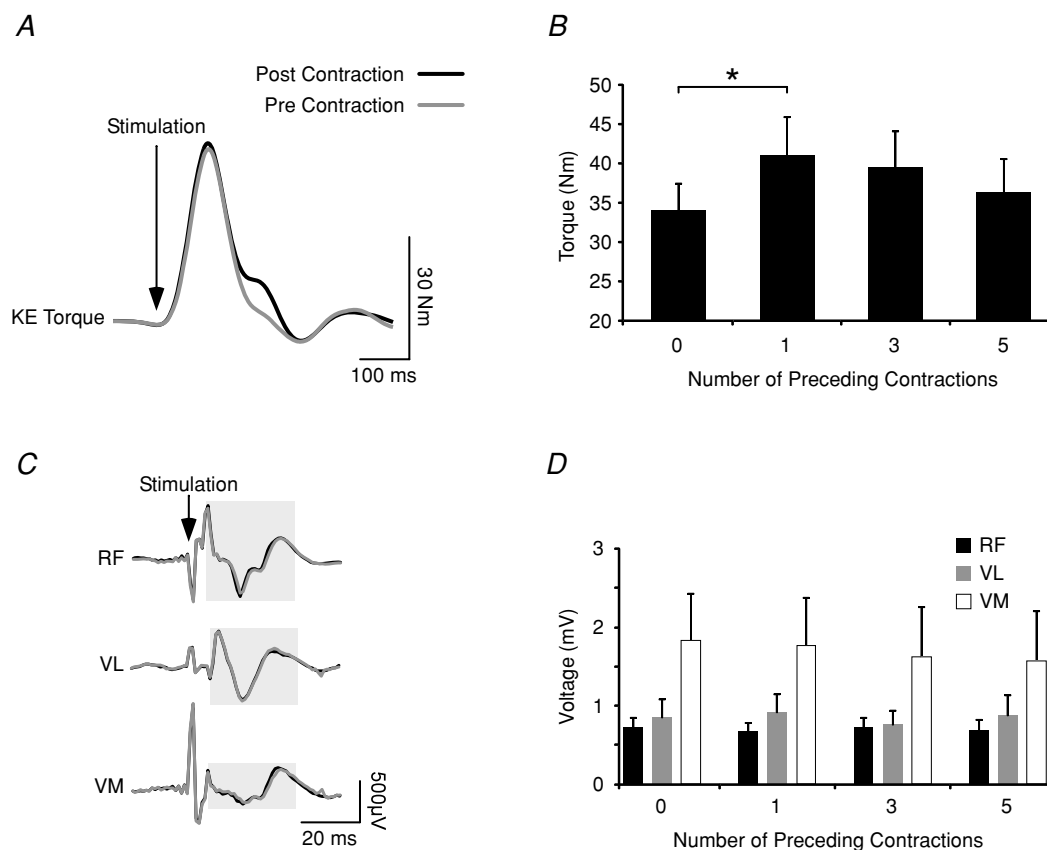 A
Post Contraction
Pre Contraction
Stimulation
KE Torque
30 Nm
100 ms
B
*
50
45
40
35
30
25
20
Torque (Nm)
0 1 3 5
Number of Preceding Contractions
C
Stimulation
RF
VL
VM
500µV
20 ms
D
RF
VL
VM
3
2
1
0
Voltage (mV)
0 1 3 5
Number of Preceding Contractions